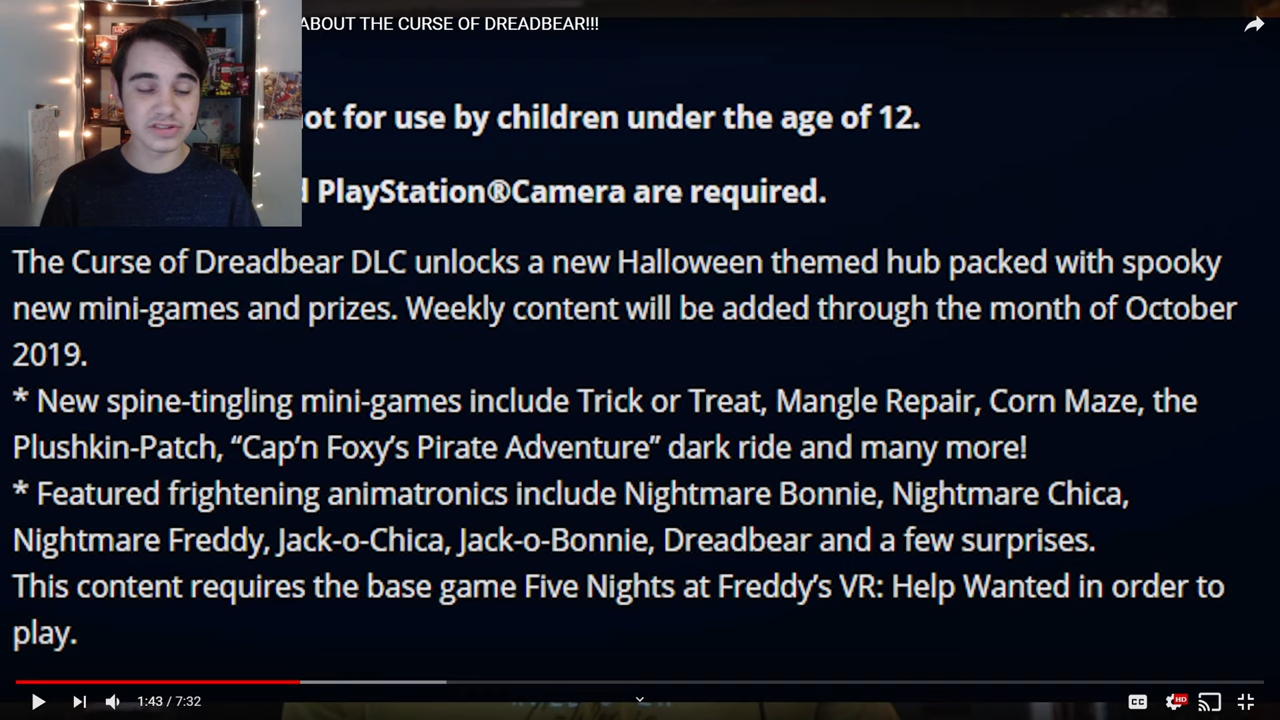 ABOUT THE CURSE OF DREADBEAR!!!
for use by children under the age of 12.
PlayStation®Camera are required.
The Curse of Dreadbear DLC unlocks a new Halloween themed hub packed with spooky
new mini-games and prizes. Weekly content will be added through the month of October
2019.
* New spine-tingling mini-games include Trick or Treat, Mangle Repair, Corn Maze, the
Plushkin-Patch, “Cap’n Foxy’s Pirate Adventure” dark ride and many more!
* Featured frightening animatronics include Nightmare Bonnie, Nightmare Chica,
Nightmare Freddy, Jack-o-Chica, Jack-o-Bonnie, Dreadbear and a few surprises.
This content requires the base game Five Nights at Freddy’s VR: Help Wanted in order to
play.
1:43 / 7:32
CC
HD